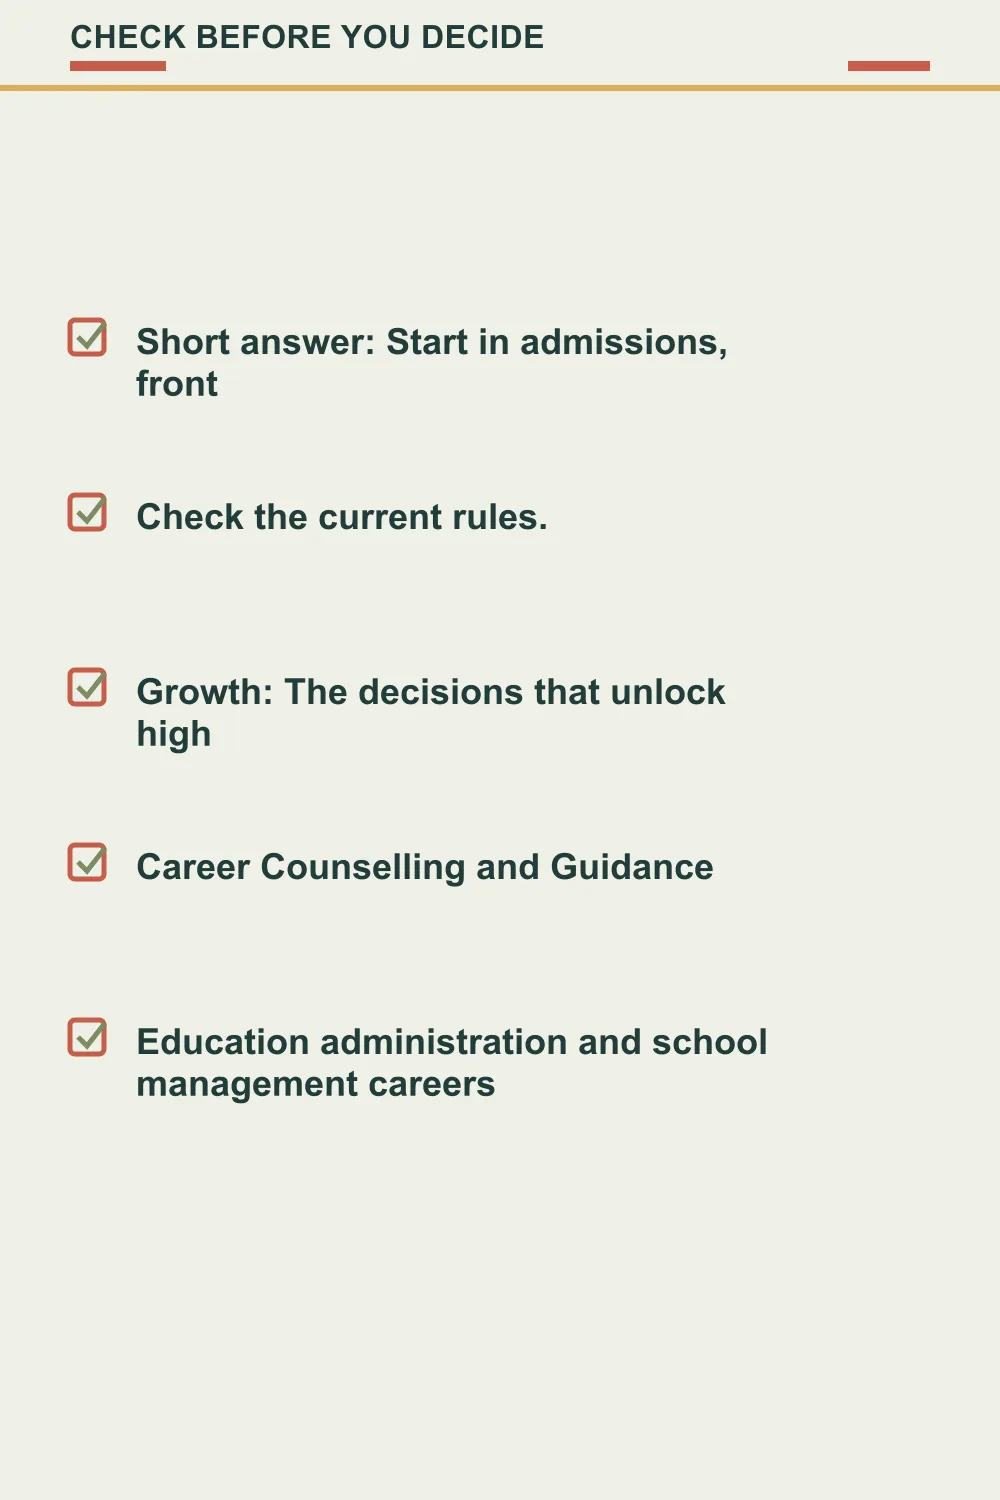 CHECK BEFORE YOU DECIDE
Short answer: Start in admissions,
front
Check the current rules.
Growth: The decisions that unlock
high
Career Counselling and Guidance
Education administration and school
management careers